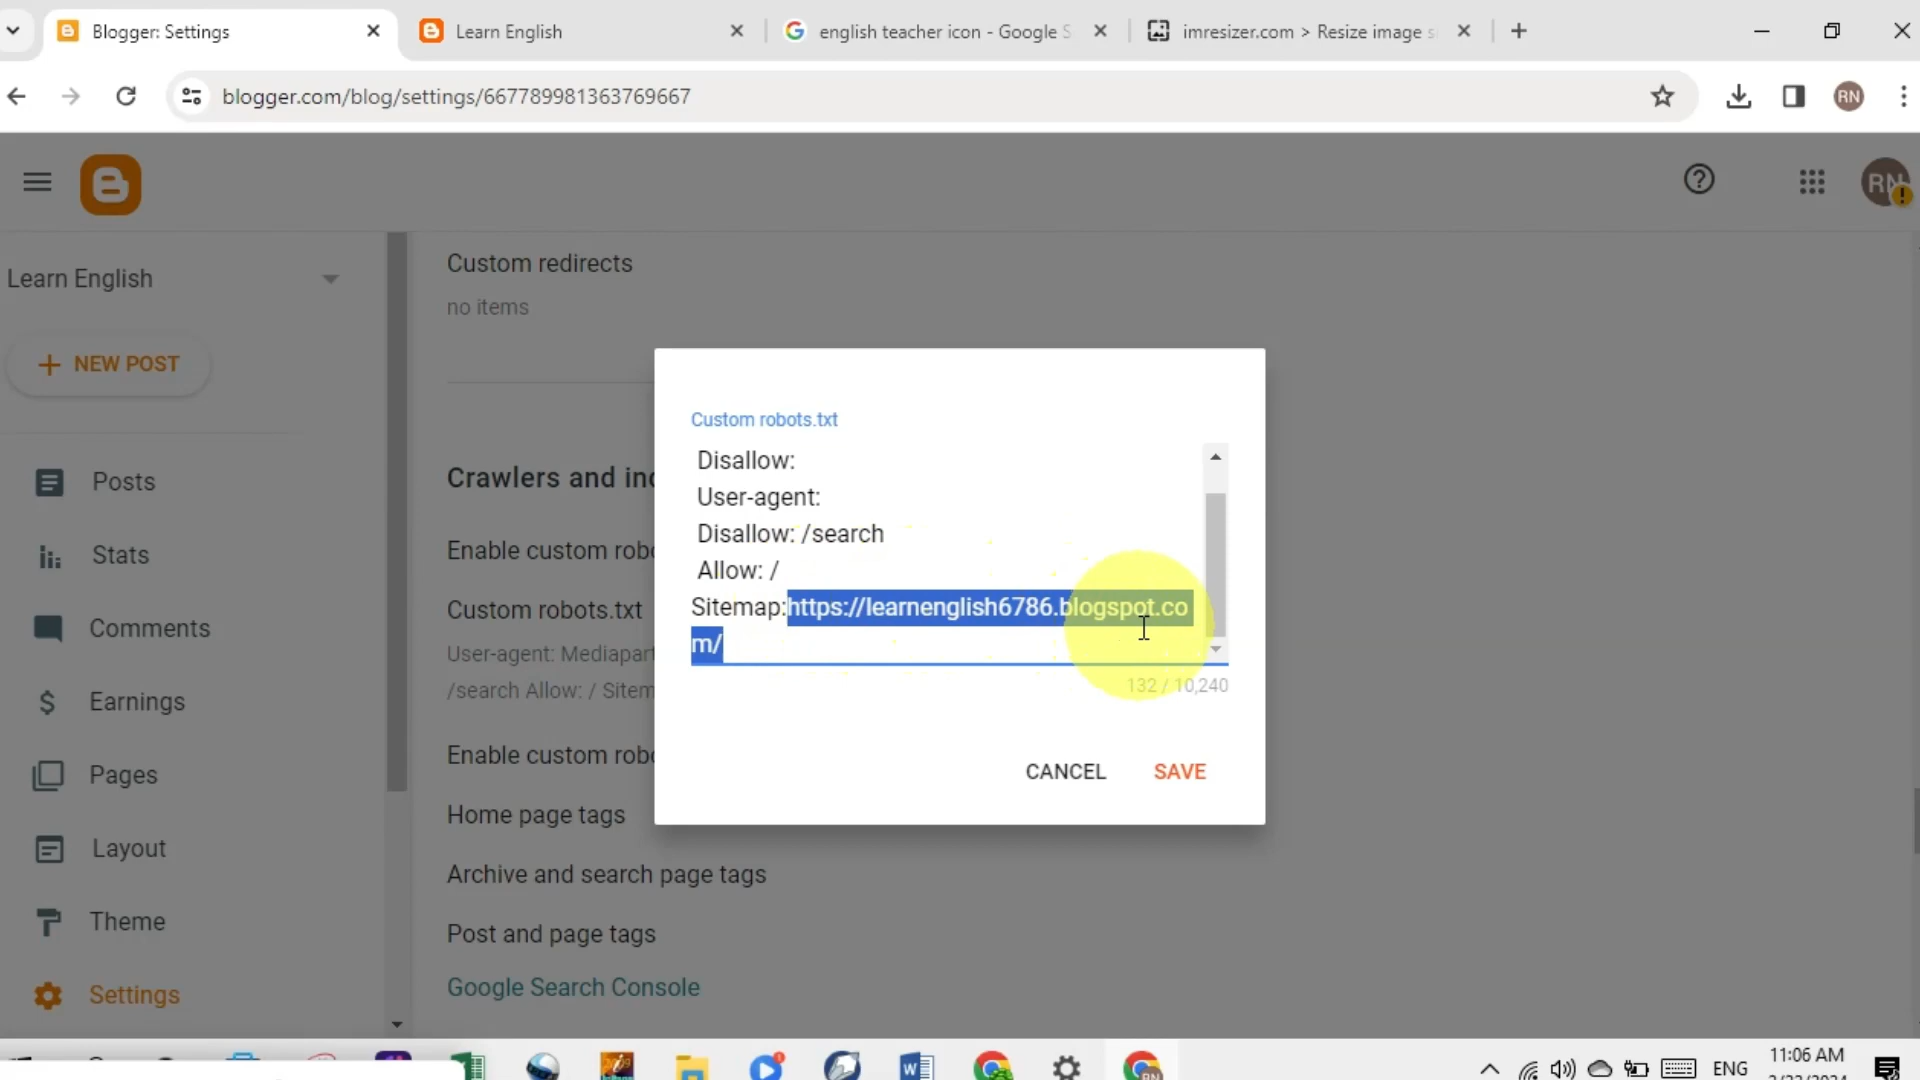 Blogger: Settings
Learn English
english teacher icon - Google S
imresizer.com > Resize image s
blogger.com/blog/settings/667789981363769667
RN
RN
Learn English
NEW POST
Posts
Stats
Comments
Earnings
Pages
Layout
Theme
Settings
Custom redirects
no items
Crawlers and in
Enable custom rob
Custom robots.txt
User-agent: Mediapart
/search Allow: / Sitem
Enable custom rob
Home page tags
Archive and search page tags
Post and page tags
Google Search Console
Custom robots.txt
Disallow:
User-agent:
Disallow: /search
Allow: /
Sitemap:https://learnenglish6786.blogspot.co
m/
132 / 10,240
CANCEL
SAVE
ENG
11:06 AM